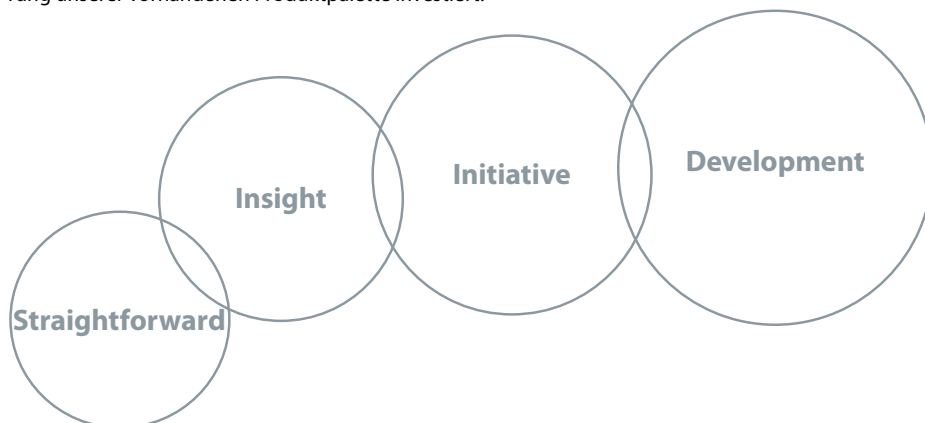 rung unserer vorhandenen Produktpalette investiert.
Straightforward
Insight
Initiative
Development